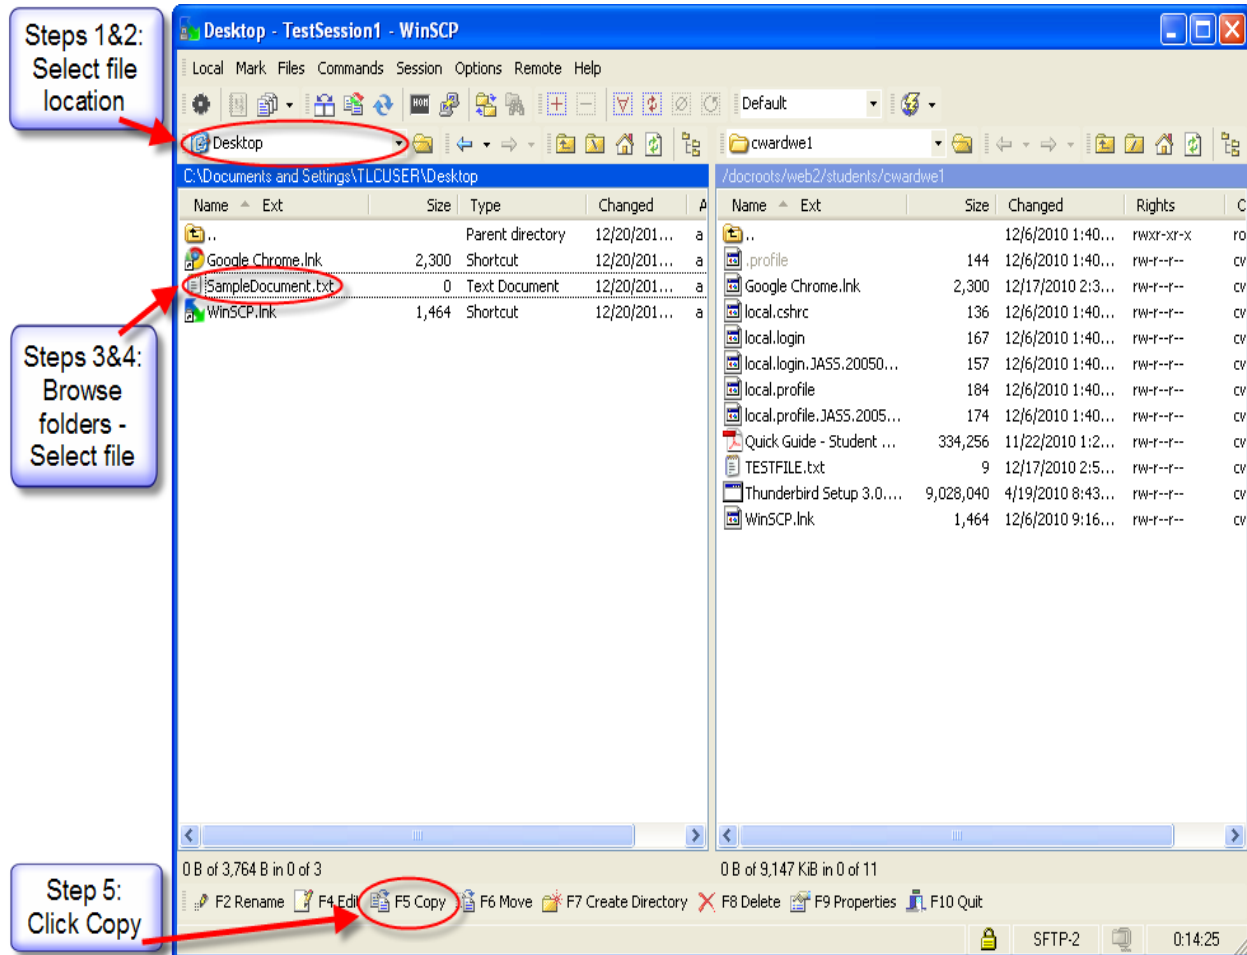 Steps 1&2:
Select file
location
Desktop - TestSession1 - WinSCP
Local Mark Files Commands Session Options Remote Help
Default
Desktop
cwardwe1
C:\Documents and Settings\TLCUSER\Desktop
/docroots/web2/students/cwardwe1
Name Ext Size Type Changed A
Name Ext Size Changed Rights C
.. Parent directory 12/20/201... a
.. 12/6/2010 1:40... rwxr-xr-x ro
Google Chrome.lnk 2,300 Shortcut 12/20/201... a
.profile 144 12/6/2010 1:40... rw-r--r-- cw
SampleDocument.txt 0 Text Document 12/20/201... a
Google Chrome.lnk 2,300 12/17/2010 2:3... rw-r--r-- cw
WinSCP.lnk 1,464 Shortcut 12/20/201... a
local.cshrc 136 12/6/2010 1:40... rw-r--r-- cw
local.login 167 12/6/2010 1:40... rw-r--r-- cw
local.login.JASS.20050... 157 12/6/2010 1:40... rw-r--r-- cw
local.profile 184 12/6/2010 1:40... rw-r--r-- cw
local.profile.JASS.2005... 174 12/6/2010 1:40... rw-r--r-- cw
Quick Guide - Student ... 334,256 11/22/2010 1:2... rw-r--r-- cw
TESTFILE.txt 9 12/17/2010 2:5... rw-r--r-- cw
Thunderbird Setup 3.0.... 9,028,040 4/19/2010 8:43... rw-r--r-- cw
WinSCP.lnk 1,464 12/6/2010 9:16... rw-r--r-- cw
Steps 3&4:
Browse
folders -
Select file
0 B of 3,764 B in 0 of 3
0 B of 9,147 KiB in 0 of 11
Step 5:
Click Copy
F2 Rename F4 Edit F5 Copy F6 Move F7 Create Directory F8 Delete F9 Properties F10 Quit
SFTP-2 0:14:25